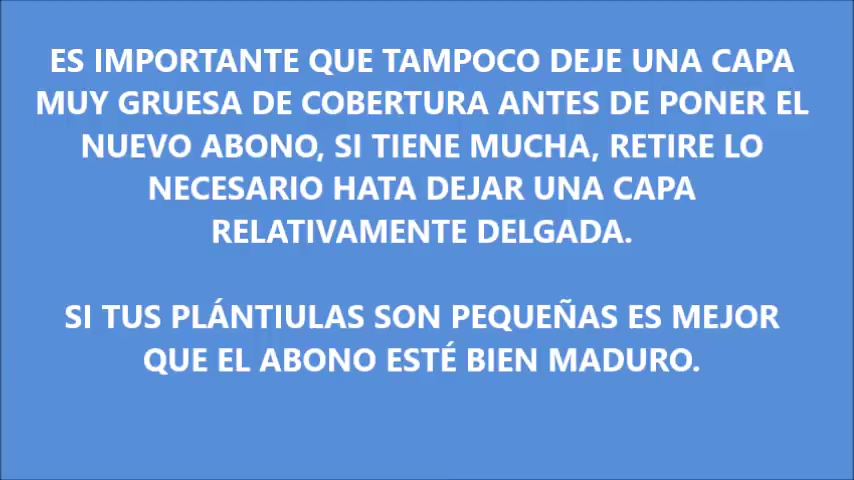 ES IMPORTANTE QUE TAMPOCO DEJE UNA CAPA
MUY GRUESA DE COBERTURA ANTES DE PONER EL
NUEVO ABONO, SI TIENE MUCHA, RETIRE LO
NECESARIO HATA DEJAR UNA CAPA
RELATIVAMENTE DELGADA.
SI TUS PLÁNTIULAS SON PEQUEÑAS ES MEJOR
QUE EL ABONO ESTÉ BIEN MADURO.